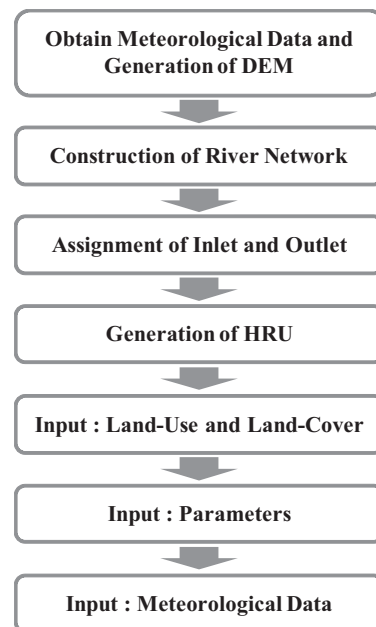 Obtain Meteorological Data and
Generation of DEM
Construction of River Network
Assignment of Inlet and Outlet
Generation of HRU
Input : Land-Use and Land-Cover
Input : Parameters
Input : Meteorological Data